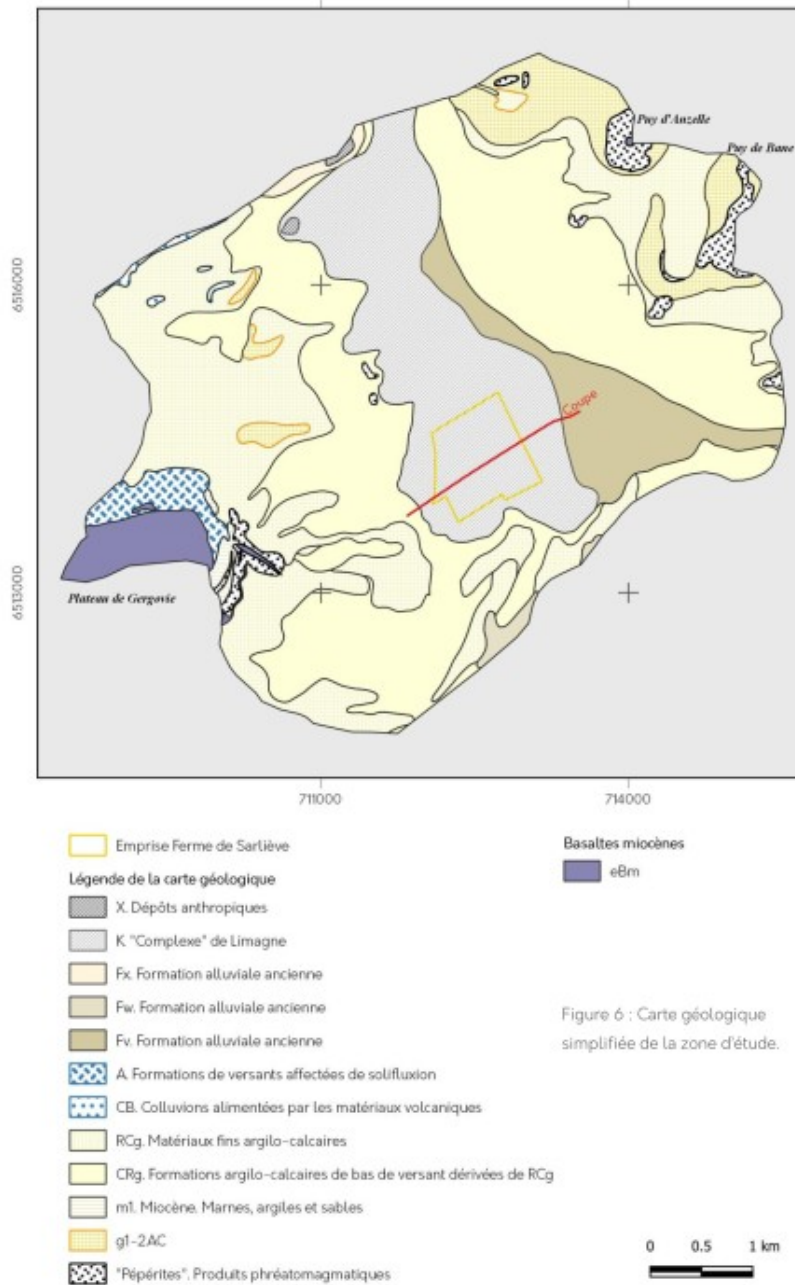 Puy d'Anzelle
Puy de Bane
6516000
Coupe
6513000
Plateau de Gergovie
711000
714000
Emprise Ferme de Sarliève
Légende de la carte géologique
X. Dépôts anthropiques
K. "Complexe" de Limagne
Fx. Formation alluviale ancienne
Fw. Formation alluviale ancienne
Fv. Formation alluviale ancienne
A. Formations de versants affectées de solifluxion
CB. Colluvions alimentées par les matériaux volcaniques
RCg. Matériaux fins argilo-calcaires
CRg. Formations argilo-calcaires de bas de versant dérivées de RCg
m1. Miocène. Marnes, argiles et sables
g1-2AC
"Pépérites". Produits phréatomagmatiques
Basaltes miocènes
eBm
Figure 6 : Carte géologique
simplifiée de la zone d'étude.
0 0.5 1 km